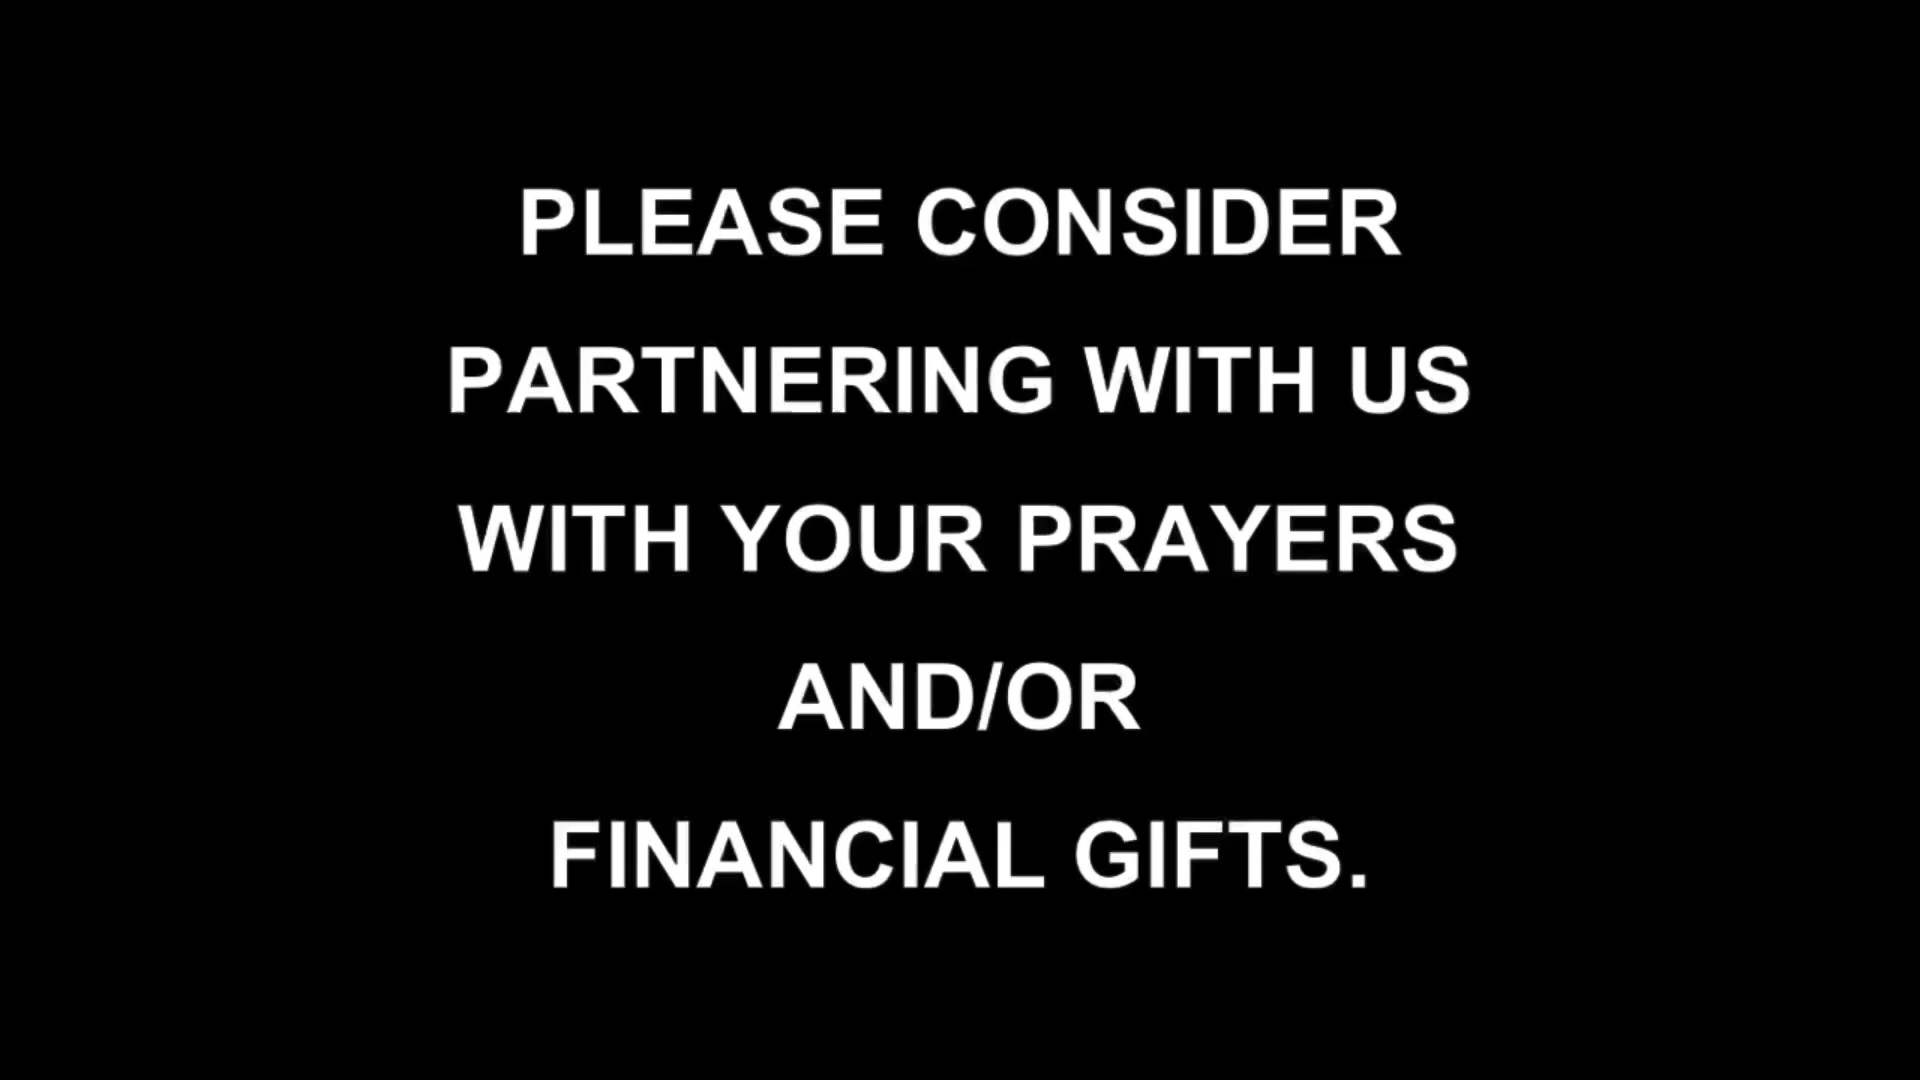 PLEASE CONSIDER
PARTNERING WITH US
WITH YOUR PRAYERS
AND/OR
FINANCIAL GIFTS.